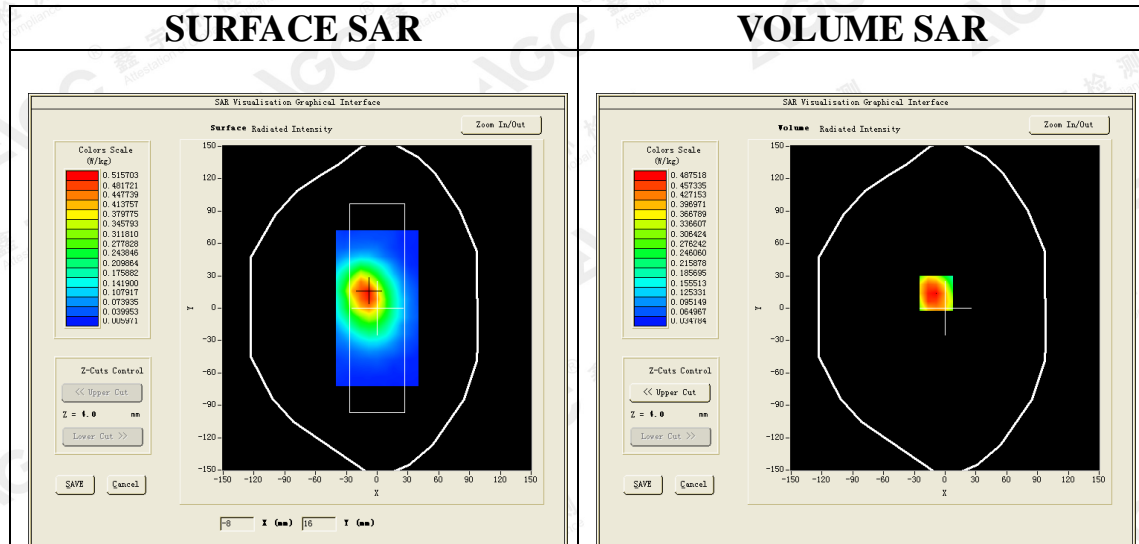 SURFACE SAR
VOLUME SAR
SAR Visualisation Graphical Interface
Surface Radiated Intensity
Zoom In/Out
Colors Scale
(W/kg)
0.515703
0.481721
0.447739
0.413757
0.379775
0.345793
0.311810
0.277828
0.243846
0.209864
0.175882
0.141900
0.107917
0.073935
0.039953
0.005971
150
120
90
60
30
0
-30
-60
-90
-120
-150
Y
-150 -120 -90 -60 -30 0 30 60 90 120 150
X
Z-Cuts Control
<< Upper Cut
Z = 4.0 mm
Lower Cut >>
SAVE Cancel
-8 X (mm) 16 Y (mm)
SAR Visualisation Graphical Interface
Volume Radiated Intensity
Zoom In/Out
Colors Scale
(W/kg)
0.487518
0.457335
0.427153
0.396971
0.366789
0.336607
0.306424
0.276242
0.246060
0.215878
0.185695
0.155513
0.125331
0.095149
0.064967
0.034784
150
120
90
60
30
0
-30
-60
-90
-120
-150
Y
-150 -120 -90 -60 -30 0 30 60 90 120 150
X
Z-Cuts Control
<< Upper Cut
Z = 4.0 mm
Lower Cut >>
SAVE Cancel